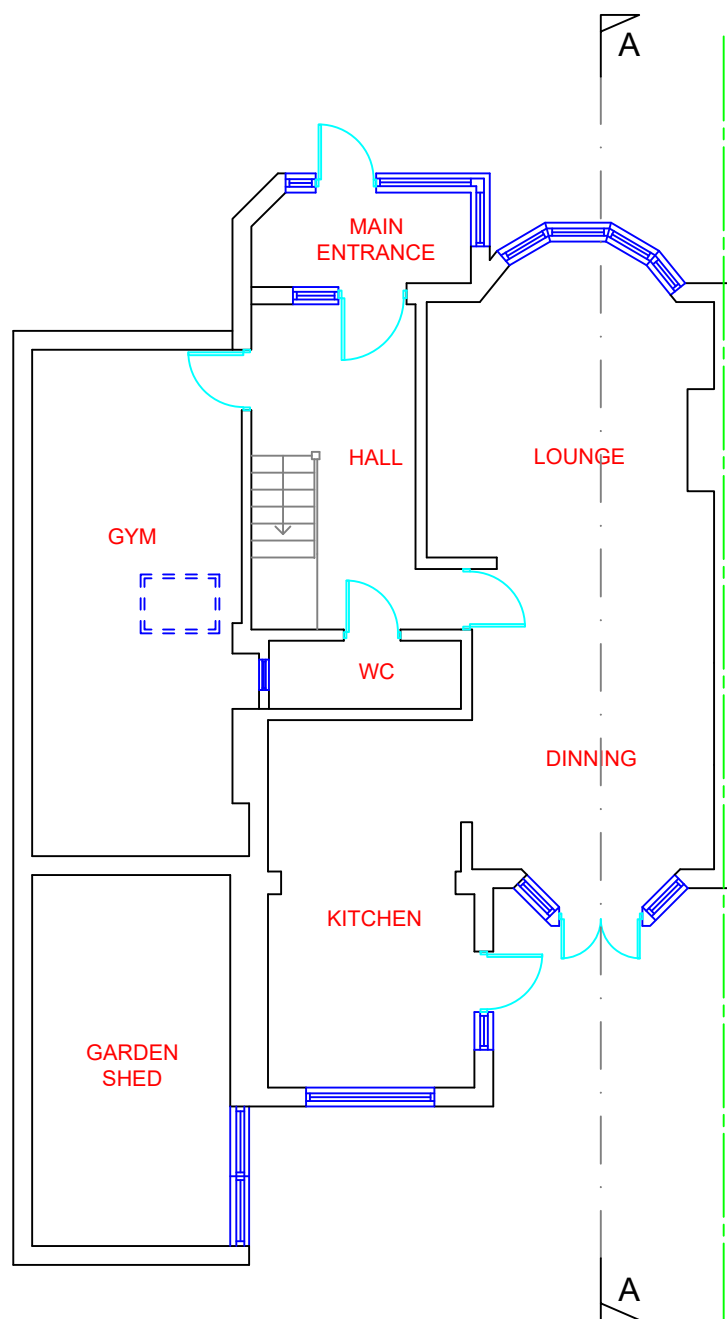 A
MAIN
ENTRANCE
HALL
LOUNGE
GYM
WC
DINNING
KITCHEN
GARDEN
SHED
A